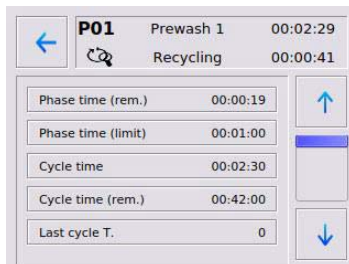 P01 Prewash 1 00:02:29
Recycling 00:00:41
Phase time (rem.) 00:00:19
Phase time (limit) 00:01:00
Cycle time 00:02:30
Cycle time (rem.) 00:42:00
Last cycle T. 0